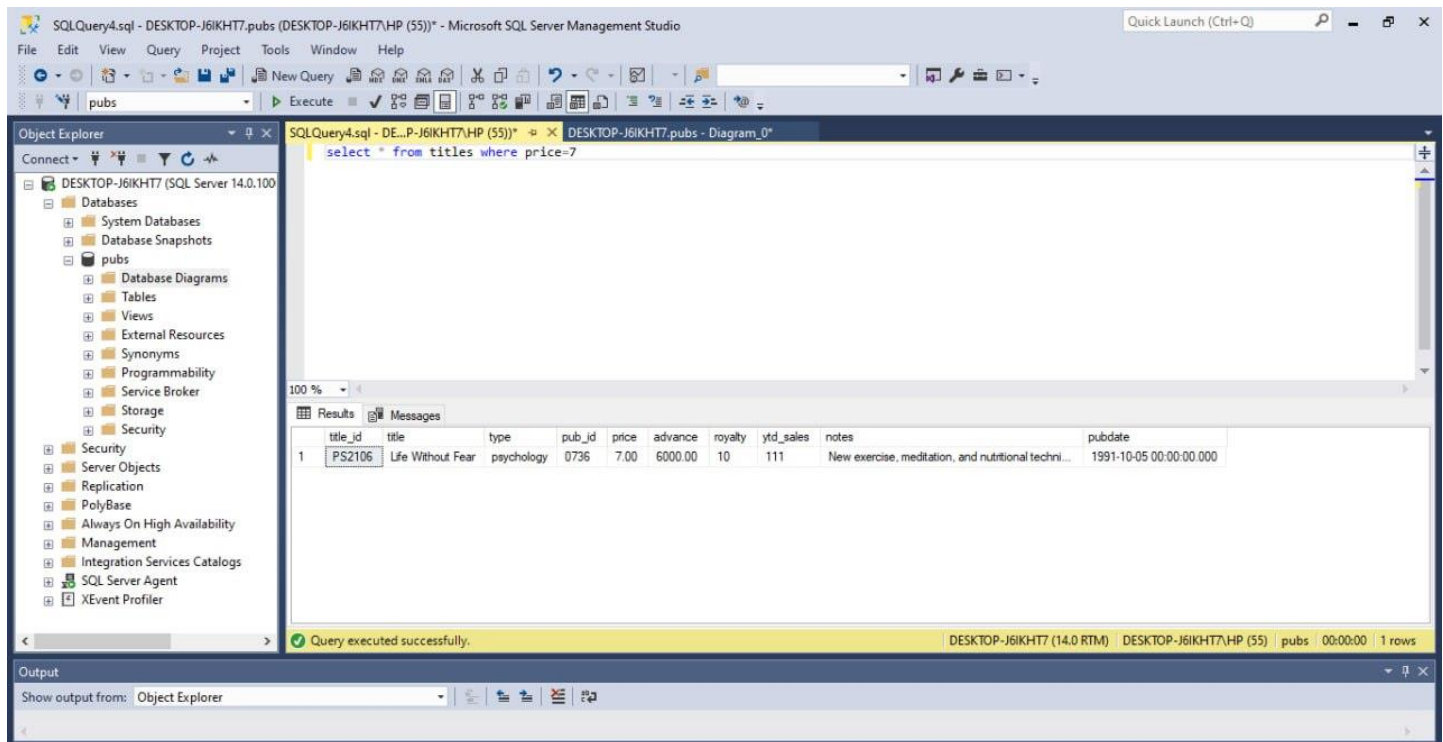 SQLQuery4.sql - DESKTOP-J6IKHT7.pubs (DESKTOP-J6IKHT7\HP (55))* - Microsoft SQL Server Management Studio
Quick Launch (Ctrl+Q)
File Edit View Query Project Tools Window Help
New Query
pubs
Execute
Object Explorer
Connect
DESKTOP-J6IKHT7 (SQL Server 14.0.100
Databases
System Databases
Database Snapshots
pubs
Database Diagrams
Tables
Views
External Resources
Synonyms
Programmability
Service Broker
Storage
Security
Security
Server Objects
Replication
PolyBase
Always On High Availability
Management
Integration Services Catalogs
SQL Server Agent
XEvent Profiler
SQLQuery4.sql - DE...P-J6IKHT7\HP (55))* DESKTOP-J6IKHT7.pubs - Diagram_0*
select * from titles where price=7
100 %
Results Messages
title_id title type pub_id price advance royalty ytd_sales notes pubdate
1 PS2106 Life Without Fear psychology 0736 7.00 6000.00 10 111 New exercise, meditation, and nutritional techni... 1991-10-05 00:00:00.000
Query executed successfully. DESKTOP-J6IKHT7 (14.0 RTM) DESKTOP-J6IKHT7\HP (55) pubs 00:00:00 1 rows
Output
Show output from: Object Explorer